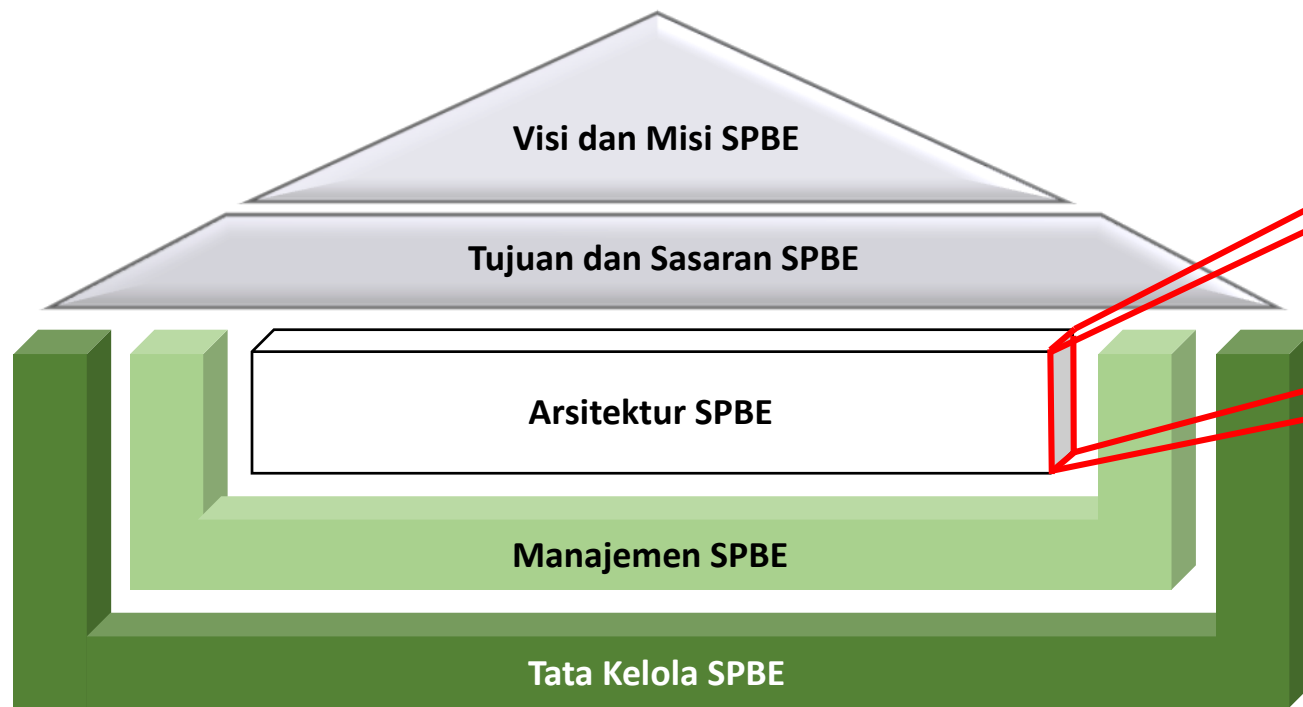 Visi dan Misi SPBE
Tujuan dan Sasaran SPBE
Arsitektur SPBE
Manajemen SPBE
Tata Kelola SPBE